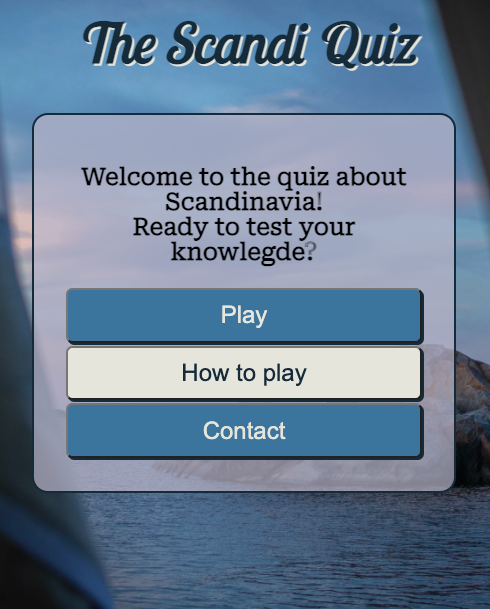 The Scandi Quiz
Welcome to the quiz about
Scandinavia!
Ready to test your
knowlegde?
Play
How to play
Contact